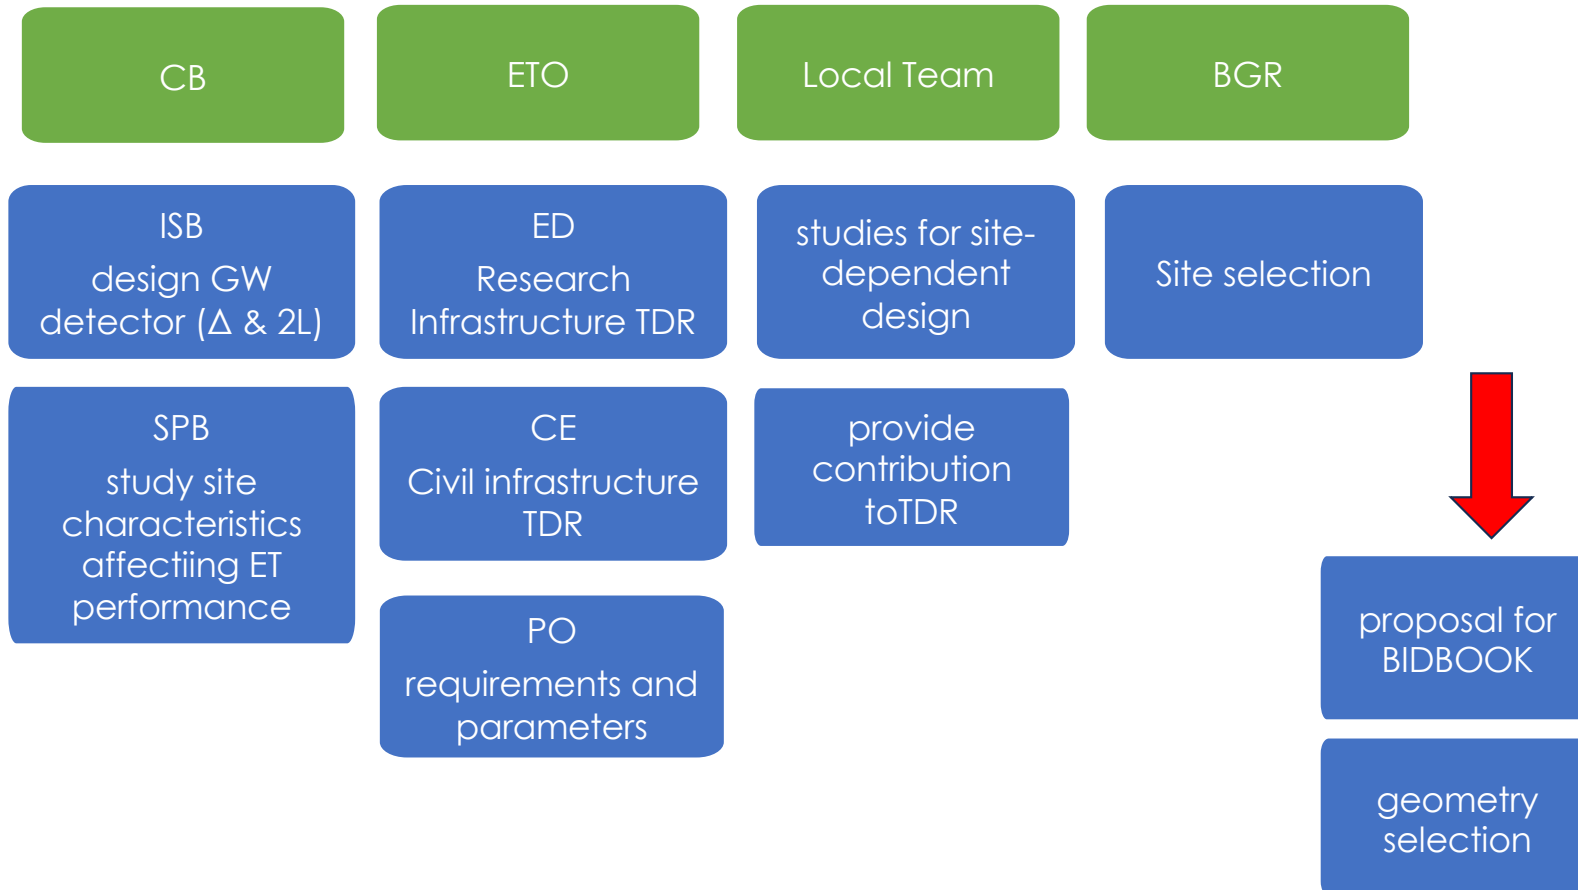 CB
ETO
Local Team
BGR
ISB
design GW
detector (Δ & 2L)
ED
Research
Infrastructure TDR
studies for site-
dependent
design
Site selection
SPB
study site
characteristics
affectiing ET
performance
CE
Civil infrastructure
TDR
provide
contribution
toTDR
PO
requirements and
parameters
proposal for
BIDBOOK
geometry
selection